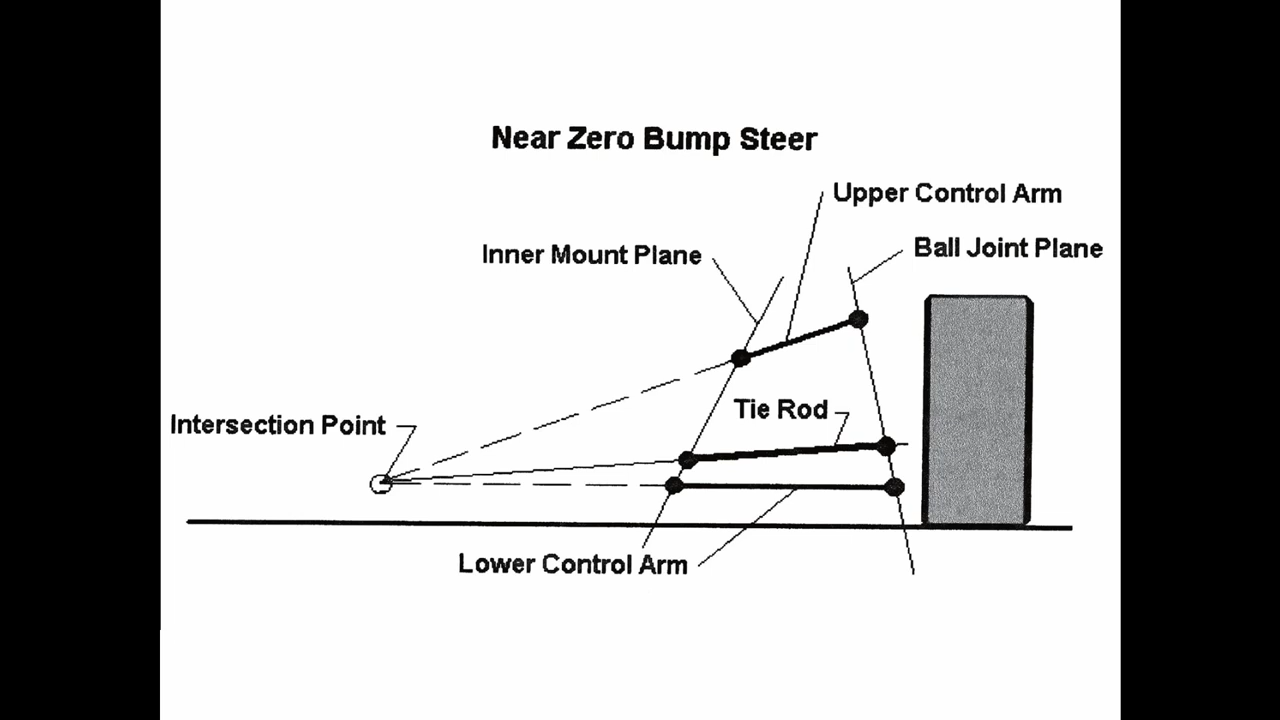 Near Zero Bump Steer
Upper Control Arm
Inner Mount Plane
Ball Joint Plane
Tie Rod
Intersection Point
Lower Control Arm